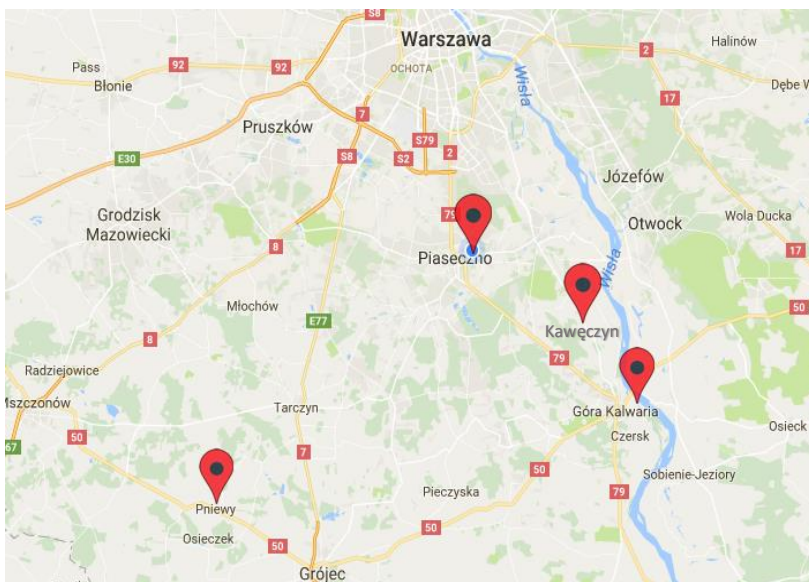 S8
Warszawa
OCHOTA
Halinów
2
Pass
92
Błonie
92
Wisła
Dębe W
17
7
Pruszków
S79
S8
S2
2
E30
Józefów
Grodzisk
Mazowiecki
79
Wola Ducka
Otwock
8
Piaseczno
17
Wisła
Młochów
50
E77
Kawęczyn
8
79
Radziejowice
Mszczonów
Tarczyn
Góra Kalwaria
Osieck
50
67
Czersk
7
50
Sobienie-Jeziory
Pieczyska
79
Pniewy
Osieczek
50
50
Grójec